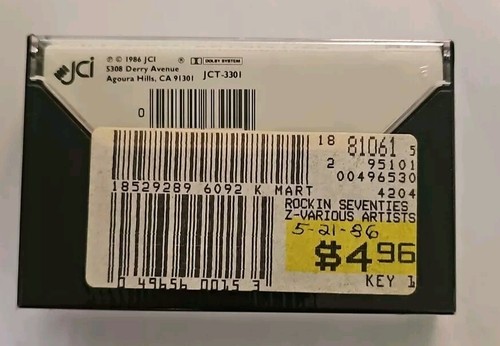 JCi
℗ © 1986 JCI ® DOLBY SYSTEM
5308 Derry Avenue
Agoura Hills, CA 91301 JCT-3301
0
18 81061 5
2 95101
00496530
18529289 6092 K MART 4204
ROCKIN SEVENTIES
Z-VARIOUS ARTISTS
5-21-86
$4.96
0 49656 0015 3 KEY 1